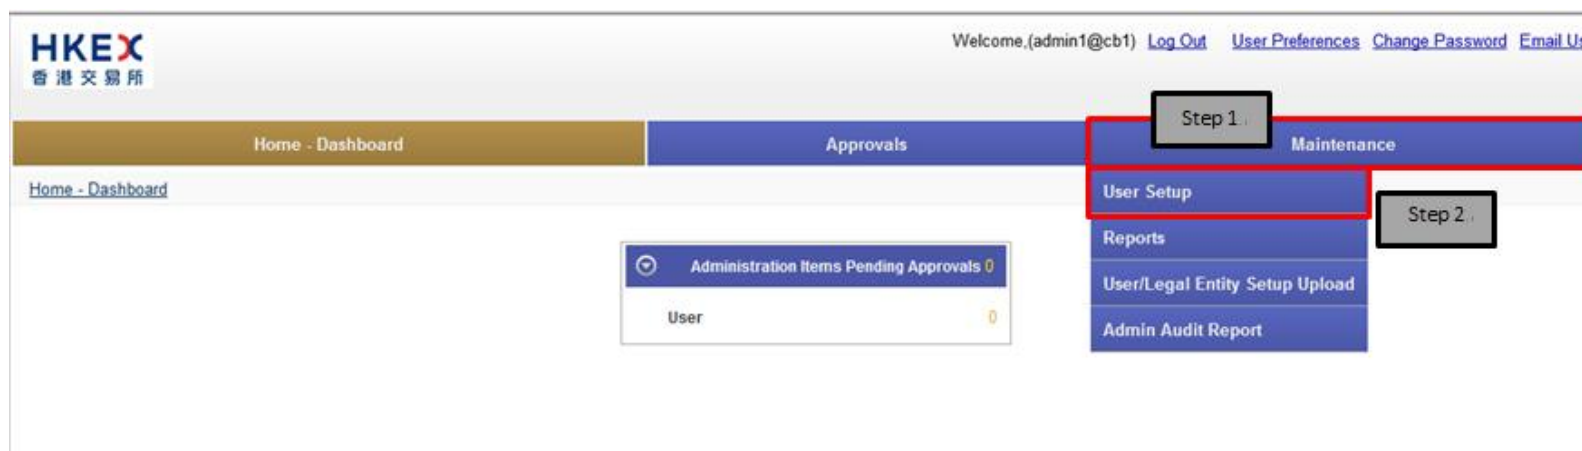 HKEX
香港交易所
Welcome,(admin1@cb1) Log Out User Preferences Change Password Email Us
Step 1.
Home - Dashboard Approvals Maintenance
Home - Dashboard
User Setup
Step 2.
Reports
Administration Items Pending Approvals 0
User/Legal Entity Setup Upload
User 0
Admin Audit Report